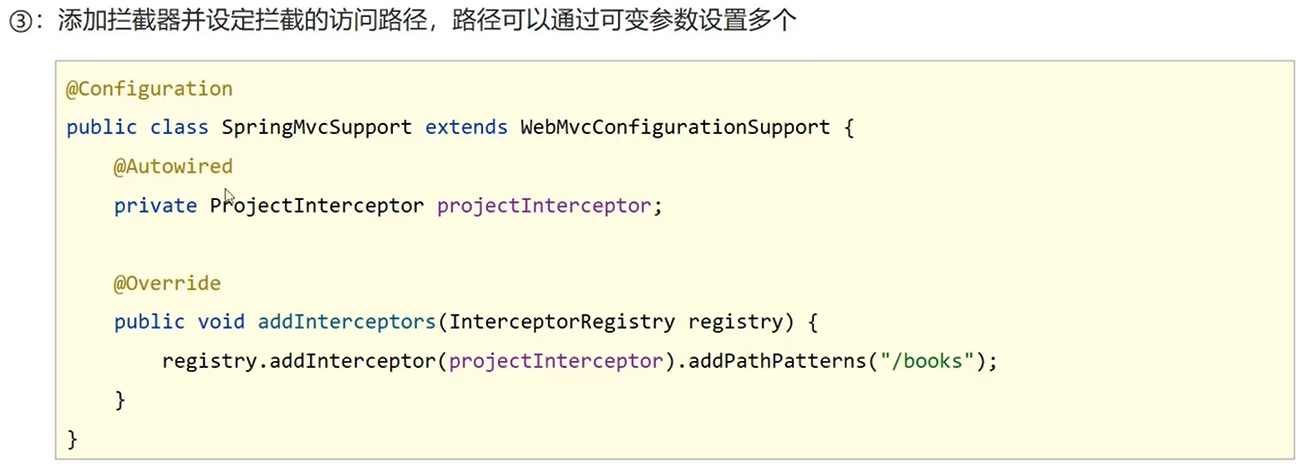 ③：添加拦截器并设定拦截的访问路径，路径可以通过可变参数设置多个
@Configuration
public class SpringMvcSupport extends WebMvcConfigurationSupport {
    @Autowired
    private ProjectInterceptor projectInterceptor;

    @Override
    public void addInterceptors(InterceptorRegistry registry) {
        registry.addInterceptor(projectInterceptor).addPathPatterns("/books");
    }
}